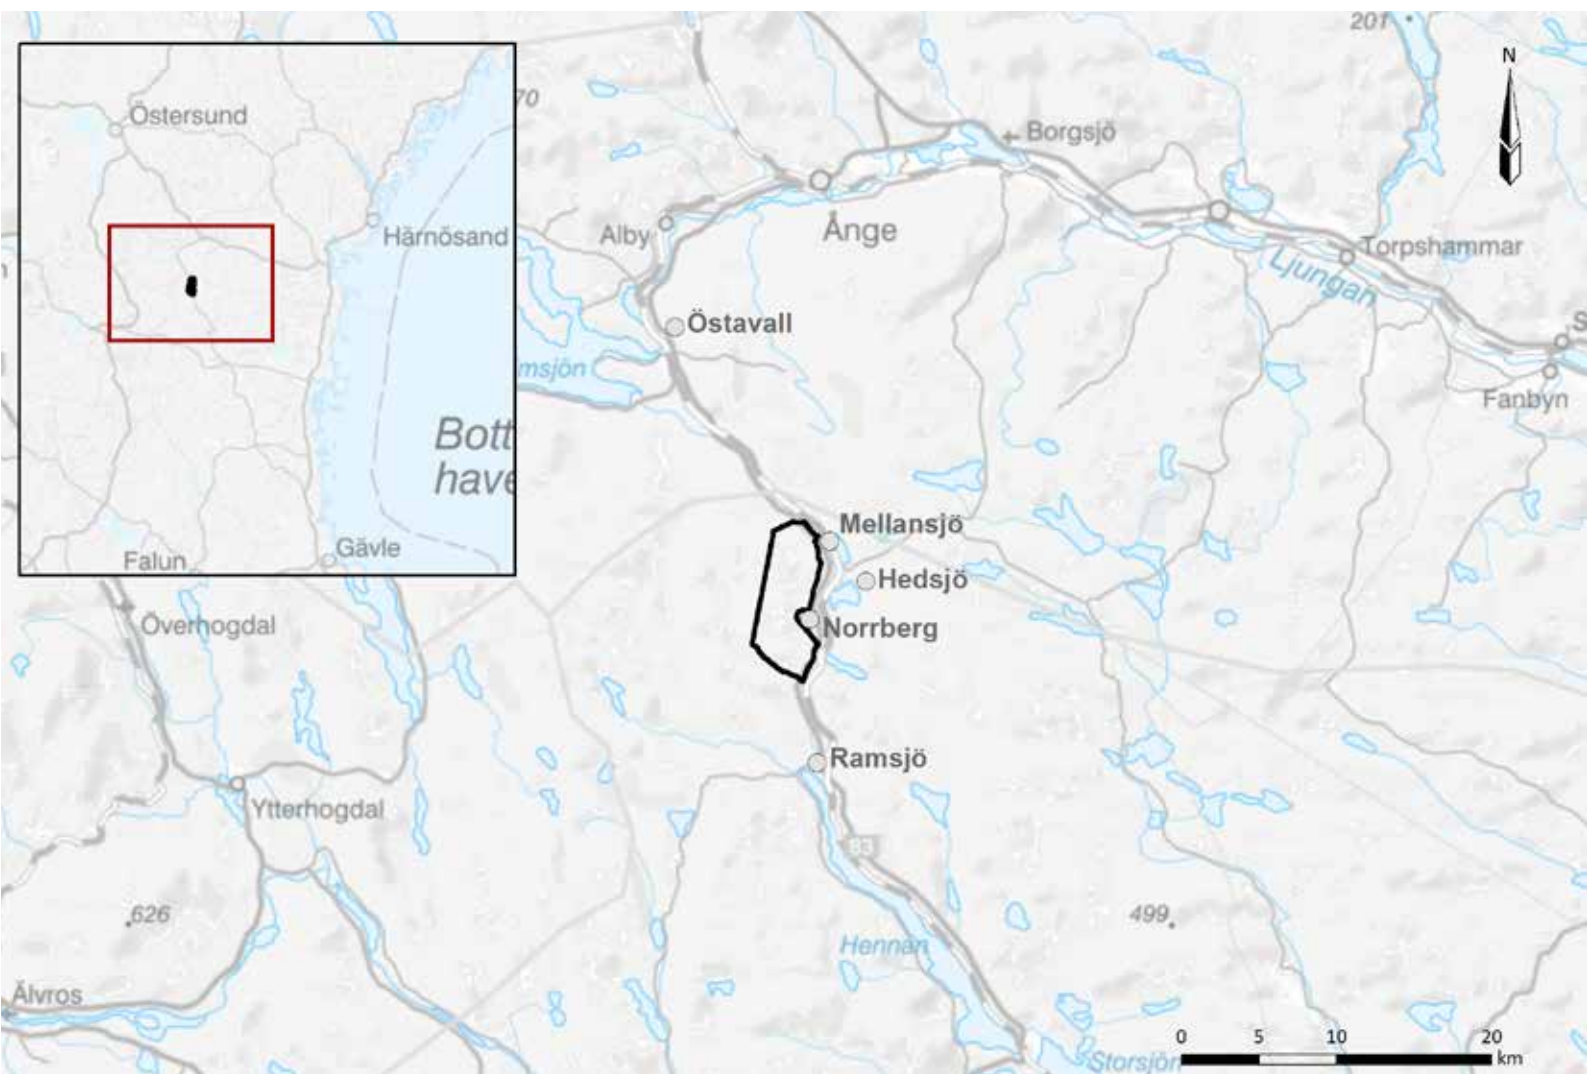 201
N
Östersund
70
Borgsjö
Härnösand
Alby
Ånge
Torpshammar
Ljungan
Östavall
S
msjön
Fanbyn
Bott
have
Mellansjö
Gävle
Falun
Hedsjö
Överhogdal
Norrberg
Ramsjö
Ytterhogdal
83
626
499
Hennan
Älvros
0
5
10
20
km
Storsjön